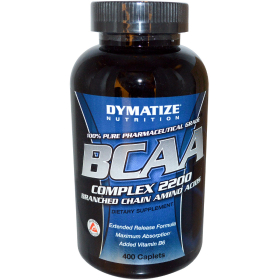 DYMATIZE
NUTRITION
100% PURE PHARMACEUTICAL GRADE
BCAA
COMPLEX 2200
BRANCHED CHAIN AMINO ACIDS
DIETARY SUPPLEMENT
Extended Release Formula
Maximum Absorption
Added Vitamin B6
400 Caplets